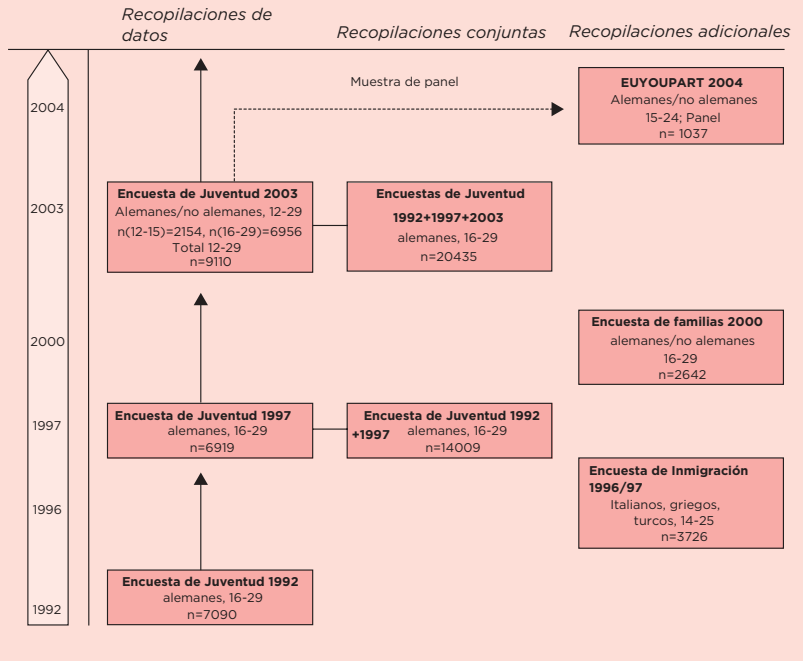 Recopilaciones de
datos
Recopilaciones conjuntas
Recopilaciones adicionales
2004
Muestra de panel
EUYOUPART 2004
Alemanes/no alemanes
15-24; Panel
n= 1037
2003
Encuesta de Juventud 2003
Alemanes/no alemanes, 12-29
n(12-15)=2154, n(16-29)=6956
Total 12-29
n=9110
Encuestas de Juventud
1992+1997+2003
alemanes, 16-29
n=20435
2000
Encuesta de familias 2000
alemanes/no alemanes
16-29
n=2642
1997
Encuesta de Juventud 1997
alemanes, 16-29
n=6919
Encuesta de Juventud 1992
+1997 alemanes, 16-29
n=14009
1996
Encuesta de Inmigración
1996/97
Italianos, griegos,
turcos, 14-25
n=3726
1992
Encuesta de Juventud 1992
alemanes, 16-29
n=7090